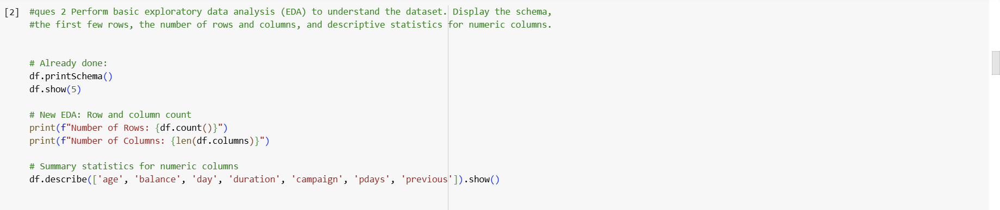 [2] #ques 2 Perform basic exploratory data analysis (EDA) to understand the dataset. Display the schema,
#the first few rows, the number of rows and columns, and descriptive statistics for numeric columns.
# Already done:
df.printSchema()
df.show(5)
# New EDA: Row and column count
print(f"Number of Rows: {df.count()}")
print(f"Number of Columns: {len(df.columns)}")
# Summary statistics for numeric columns
df.describe(['age', 'balance', 'day', 'duration', 'campaign', 'pdays', 'previous']).show()